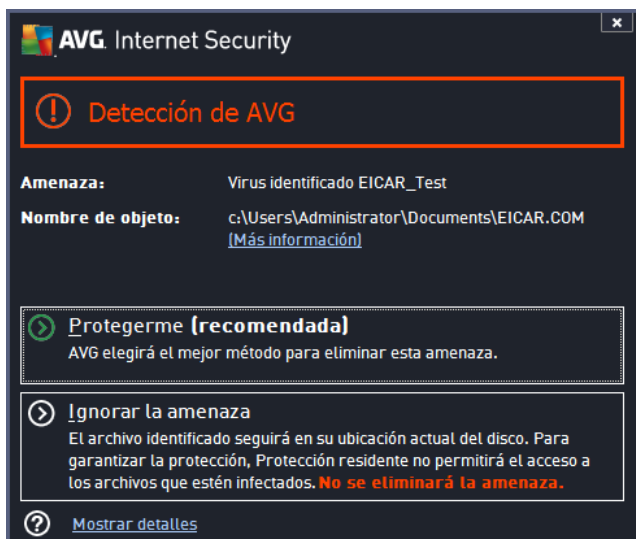 AVG. Internet Security
x
Detección de AVG
Amenaza: Virus identificado EICAR_Test
Nombre de objeto: c:\Users\Administrator\Documents\EICAR.COM
(Más información)
Protegerme (recomendada)
AVG elegirá el mejor método para eliminar esta amenaza.
Ignorar la amenaza
El archivo identificado seguirá en su ubicación actual del disco. Para
garantizar la protección, Protección residente no permitirá el acceso a
los archivos que estén infectados. No se eliminará la amenaza.
Mostrar detalles